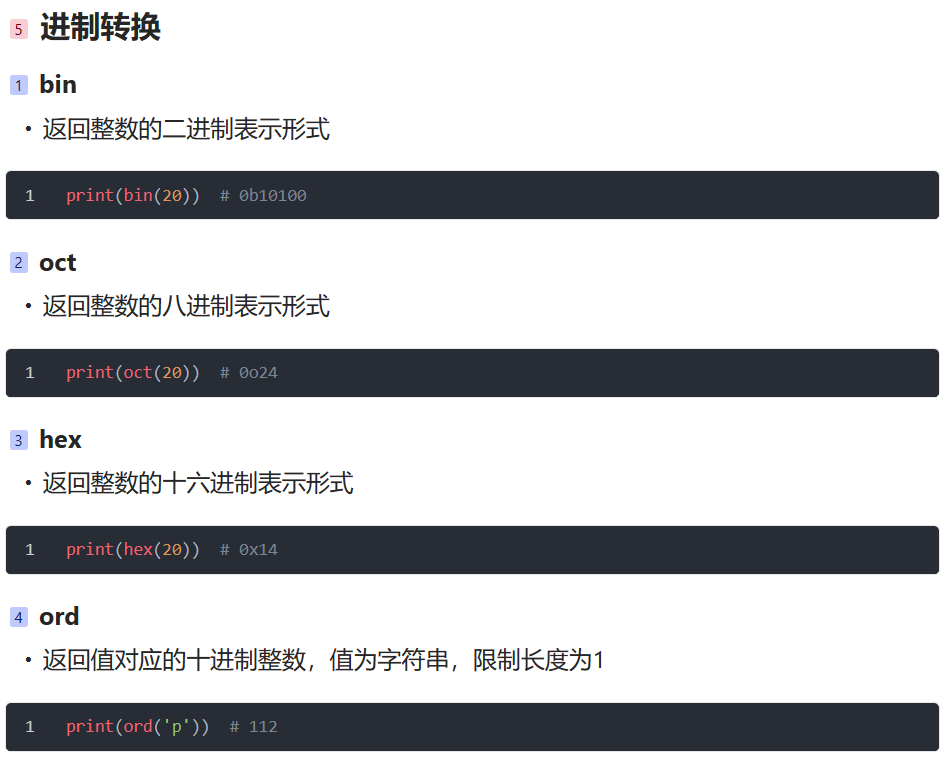 5 进制转换
1 bin
• 返回整数的二进制表示形式
1 print(bin(20))  # 0b10100
2 oct
• 返回整数的八进制表示形式
1 print(oct(20))  # 0o24
3 hex
• 返回整数的十六进制表示形式
1 print(hex(20))  # 0x14
4 ord
• 返回值对应的十进制整数，值为字符串，限制长度为1
1 print(ord('p'))  # 112